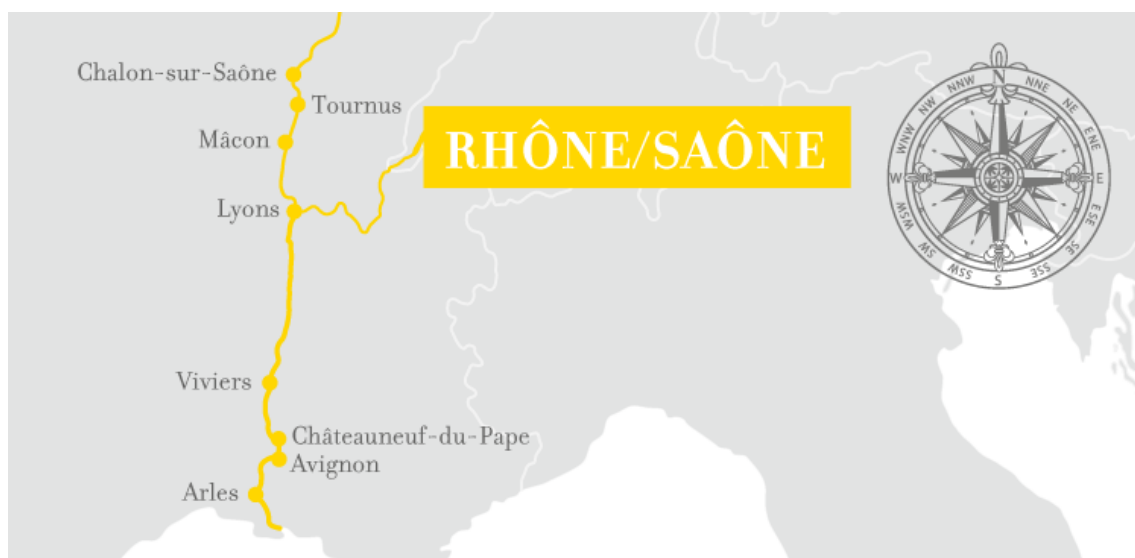 Chalon-sur-Saône
Tournus
Mâcon
RHÔNE/SAÔNE
Lyons
Viviers
Châteauneuf-du-Pape
Avignon
Arles
N
NNE
NE
ENE
E
ESE
SE
SSE
S
SSW
SW
WSW
W
WNW
NW
NNW